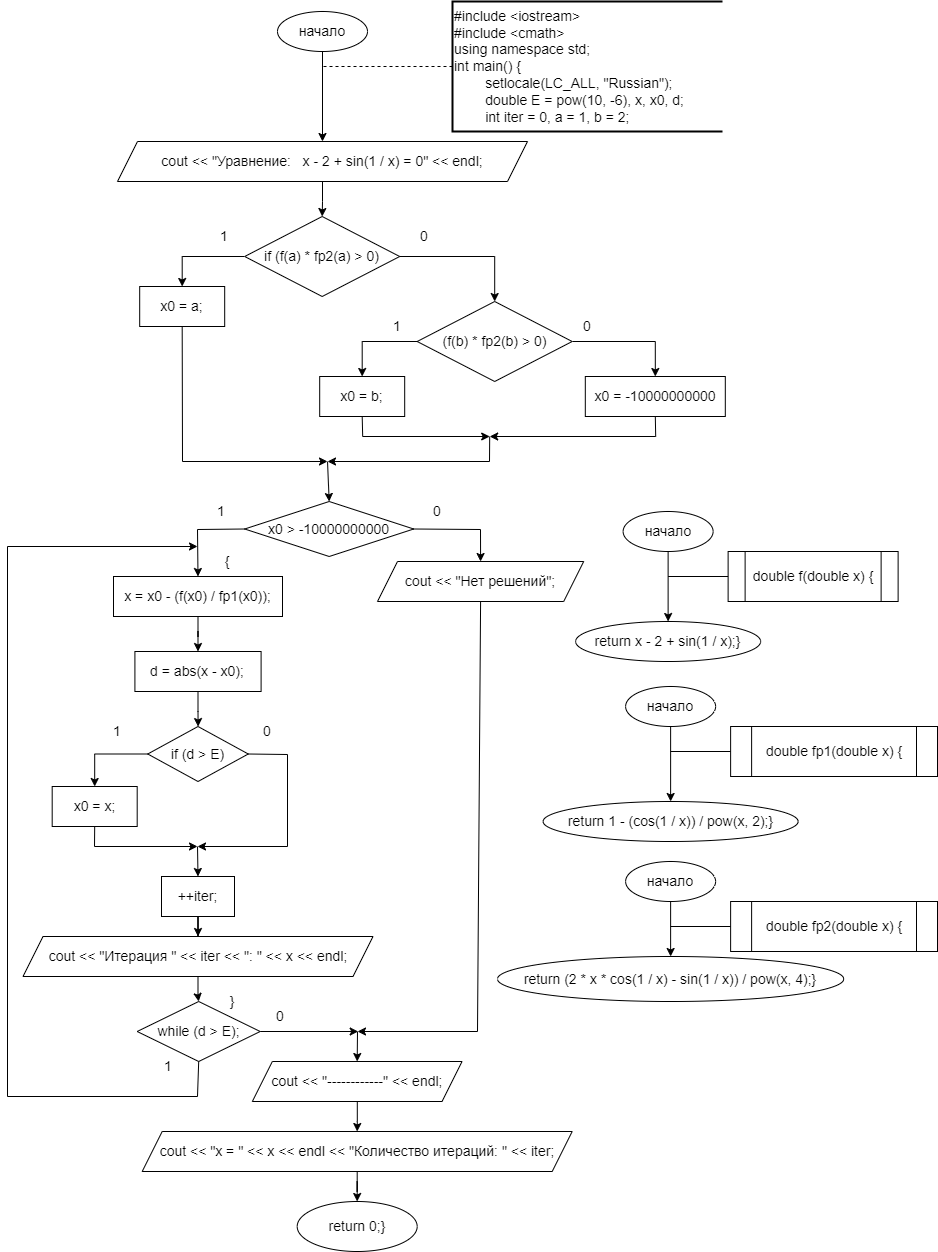 начало
#include <iostream>
#include <cmath>
using namespace std;
int main() {
setlocale(LC_ALL, "Russian");
double E = pow(10, -6), x, x0, d;
int iter = 0, a = 1, b = 2;
cout << "Уравнение:   x - 2 + sin(1 / x) = 0" << endl;
1
0
if (f(a) * fp2(a) > 0)
x0 = a;
1
0
(f(b) * fp2(b) > 0)
x0 = b;
x0 = -10000000000
1
0
x0 > -10000000000
{
cout << "Нет решений";
x = x0 - (f(x0) / fp1(x0));
d = abs(x - x0);
1
0
if (d > E)
x0 = x;
++iter;
cout << "Итерация " << iter << ": " << x << endl;
}
0
while (d > E);
1
cout << "------------" << endl;
cout << "x = " << x << endl << "Количество итераций: " << iter;
return 0;}
начало
double f(double x) {
return x - 2 + sin(1 / x);}
начало
double fp1(double x) {
return 1 - (cos(1 / x)) / pow(x, 2);}
начало
double fp2(double x) {
return (2 * x * cos(1 / x) - sin(1 / x)) / pow(x, 4);}